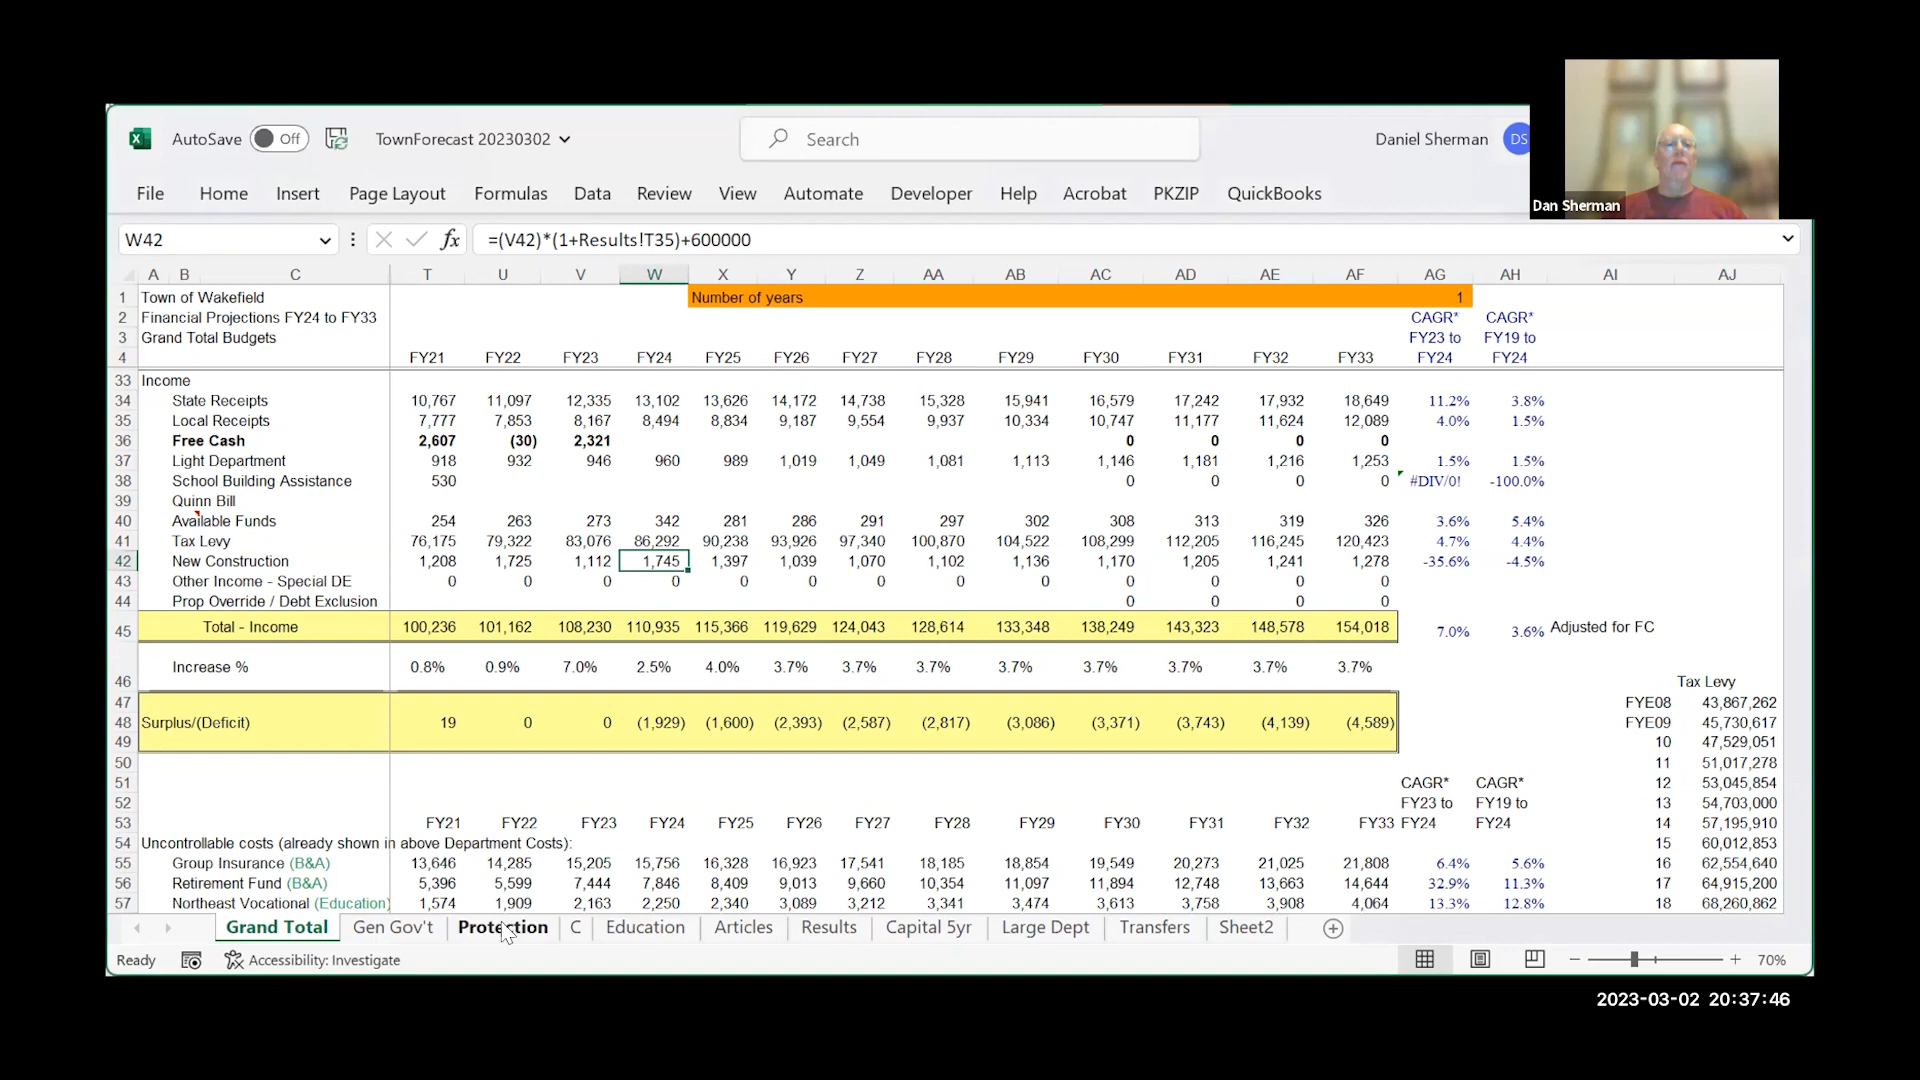 AutoSave Off TownForecast 20230302 Search Daniel Sherman DS
File Home Insert Page Layout Formulas Data Review View Automate Developer Help Acrobat PKZIP QuickBooks
Dan Sherman
W42 fx =(V42)*(1+Results!T35)+600000
A B C T U V W X Y Z AA AB AC AD AE AF AG AH AI AJ
1 Town of Wakefield Number of years 1
2 Financial Projections FY24 to FY33 CAGR* CAGR*
3 Grand Total Budgets FY23 to FY19 to
4 FY21 FY22 FY23 FY24 FY25 FY26 FY27 FY28 FY29 FY30 FY31 FY32 FY33 FY24 FY24
33 Income
34 State Receipts 10,767 11,097 12,335 13,102 13,626 14,172 14,738 15,328 15,941 16,579 17,242 17,932 18,649 11.2% 3.8%
35 Local Receipts 7,777 7,853 8,167 8,494 8,834 9,187 9,554 9,937 10,334 10,747 11,177 11,624 12,089 4.0% 1.5%
36 Free Cash 2,607 (30) 2,321 0 0 0 0
37 Light Department 918 932 946 960 989 1,019 1,049 1,081 1,113 1,146 1,181 1,216 1,253 1.5% 1.5%
38 School Building Assistance 530 0 0 0 0 #DIV/0! -100.0%
39 Quinn Bill
40 Available Funds 254 263 273 342 281 286 291 297 302 308 313 319 326 3.6% 5.4%
41 Tax Levy 76,175 79,322 83,076 86,292 90,238 93,926 97,340 100,870 104,522 108,299 112,205 116,245 120,423 4.7% 4.4%
42 New Construction 1,208 1,725 1,112 1,745 1,397 1,039 1,070 1,102 1,136 1,170 1,205 1,241 1,278 -35.6% -4.5%
43 Other Income - Special DE 0 0 0 0 0 0 0 0 0 0 0 0 0
44 Prop Override / Debt Exclusion 0 0 0 0
45 Total - Income 100,236 101,162 108,230 110,935 115,366 119,629 124,043 128,614 133,348 138,249 143,323 148,578 154,018 7.0% 3.6% Adjusted for FC
46 Increase % 0.8% 0.9% 7.0% 2.5% 4.0% 3.7% 3.7% 3.7% 3.7% 3.7% 3.7% 3.7% 3.7% Tax Levy
47 FYE08 43,867,262
48 Surplus/(Deficit) 19 0 0 (1,929) (1,600) (2,393) (2,587) (2,817) (3,086) (3,371) (3,743) (4,139) (4,589) FYE09 45,730,617
49 10 47,529,051
50 11 51,017,278
51 CAGR* CAGR* 12 53,045,854
52 FY23 to FY19 to 13 54,703,000
53 FY21 FY22 FY23 FY24 FY25 FY26 FY27 FY28 FY29 FY30 FY31 FY32 FY33 FY24 FY24 14 57,195,910
54 Uncontrollable costs (already shown in above Department Costs): 15 60,012,853
55 Group Insurance (B&A) 13,646 14,285 15,205 15,756 16,328 16,923 17,541 18,185 18,854 19,549 20,273 21,025 21,808 6.4% 5.6% 16 62,554,640
56 Retirement Fund (B&A) 5,396 5,599 7,444 7,846 8,409 9,013 9,660 10,354 11,097 11,894 12,748 13,663 14,644 32.9% 11.3% 17 64,915,200
57 Northeast Vocational (Education) 1,574 1,909 2,163 2,250 2,340 3,089 3,212 3,341 3,474 3,613 3,758 3,908 4,064 13.3% 12.8% 18 68,260,862
Grand Total Gen Gov't Protection C Education Articles Results Capital 5yr Large Dept Transfers Sheet2
Ready Accessibility: Investigate 70%
2023-03-02 20:37:46